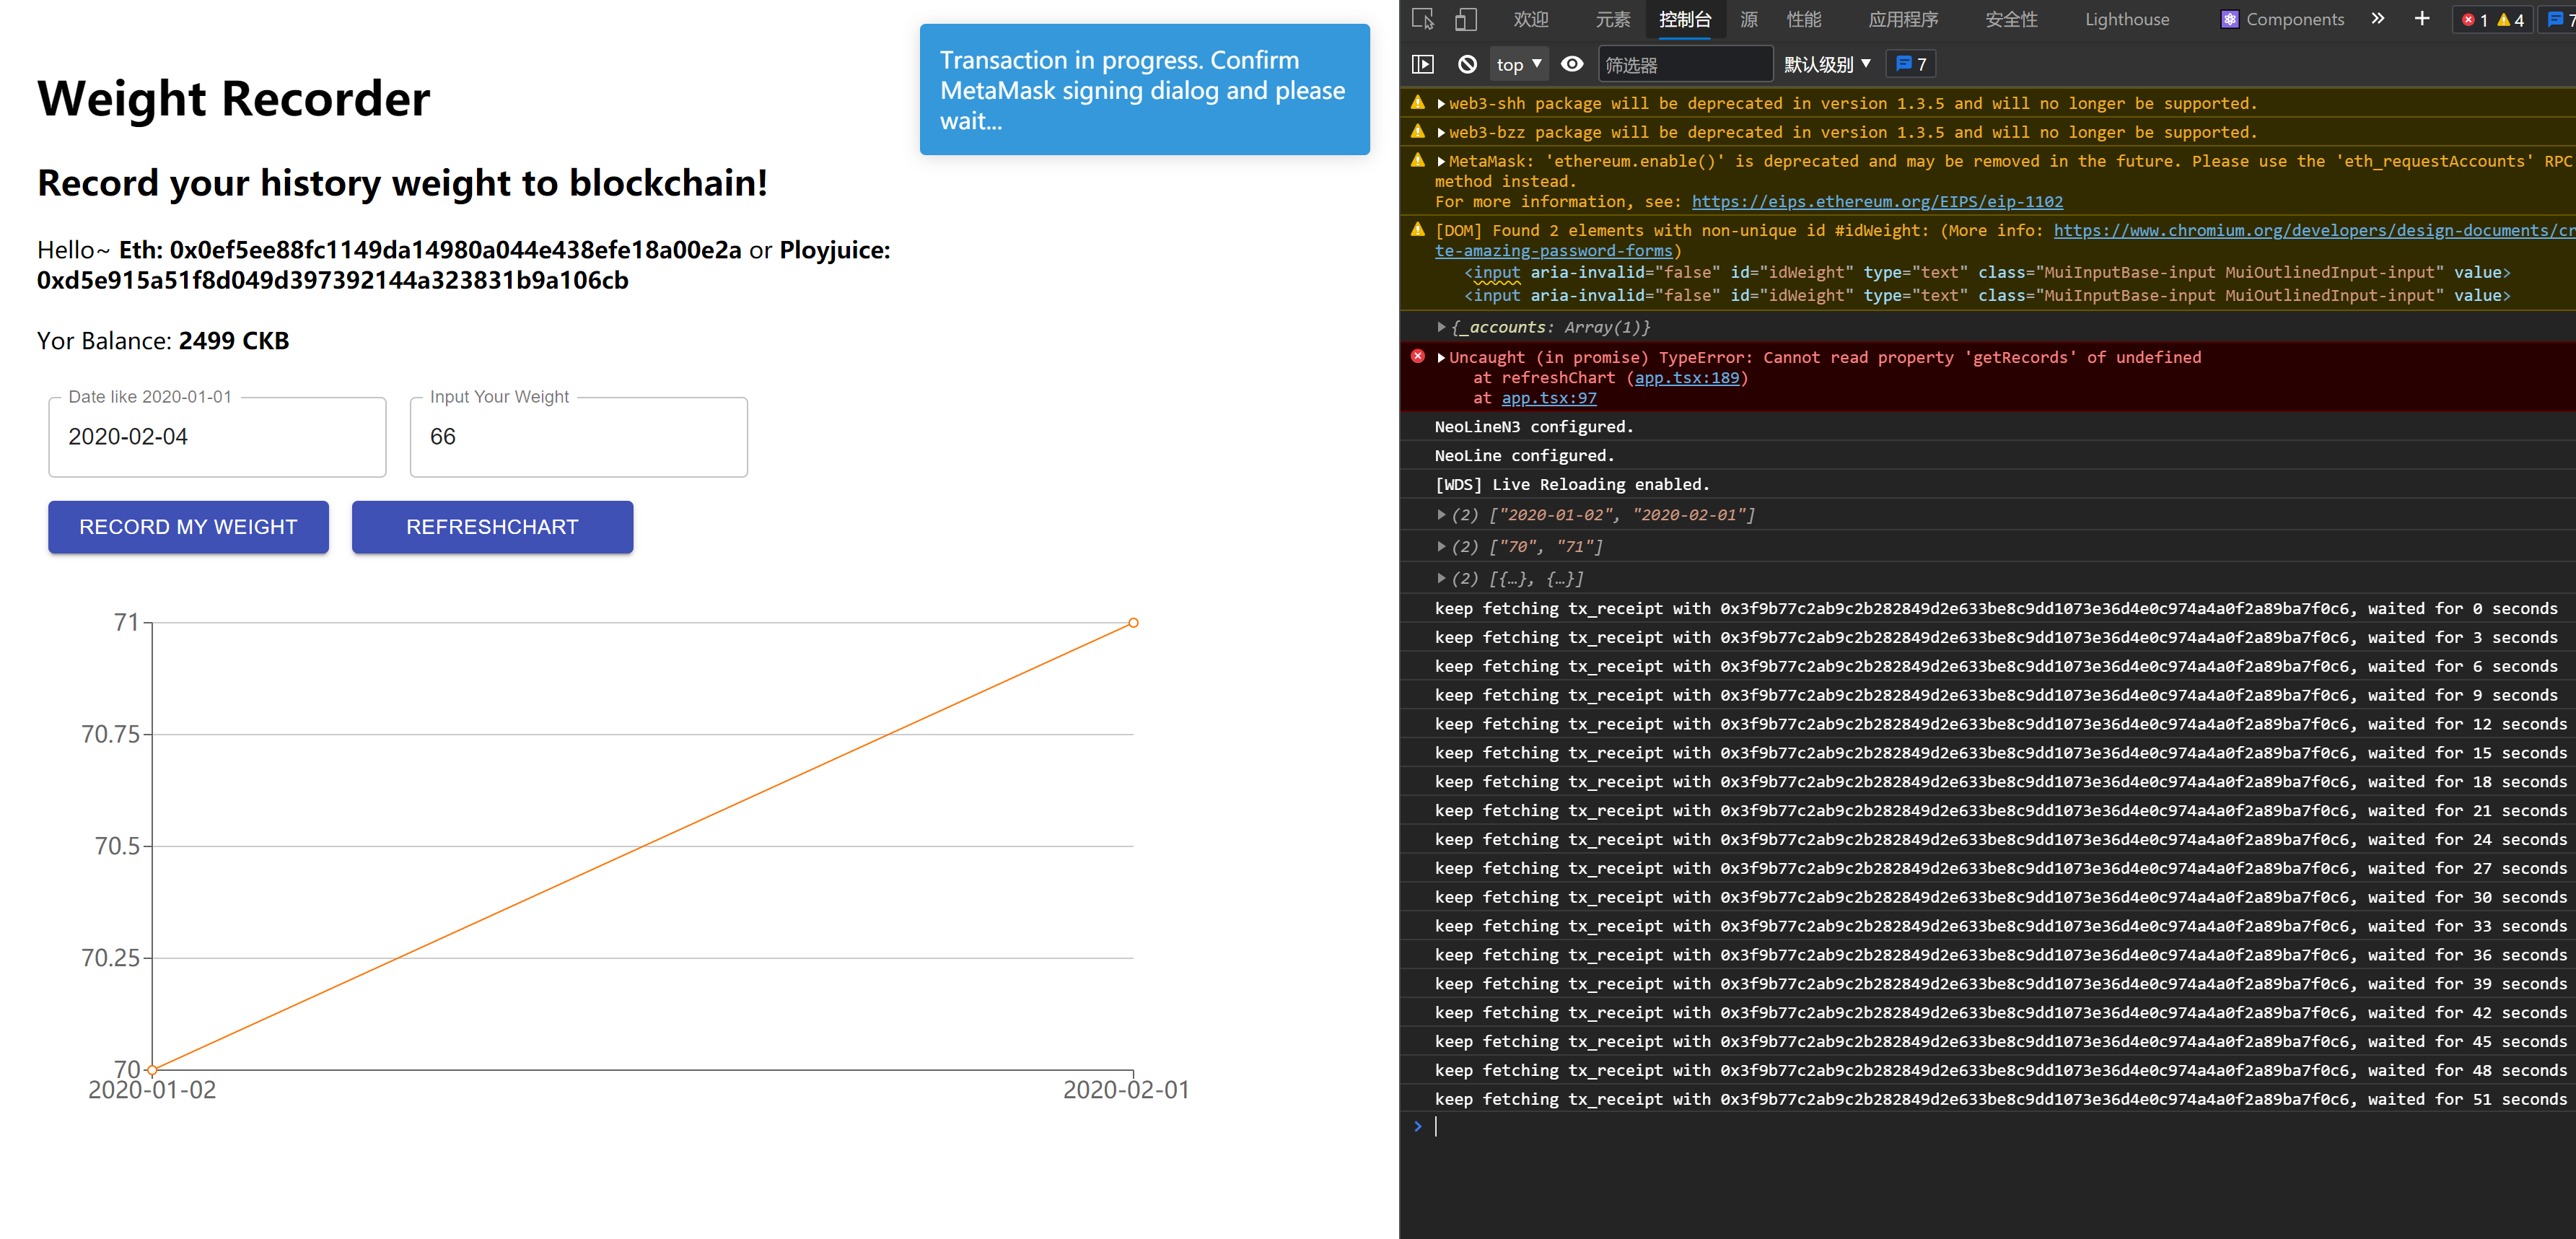 Weight Recorder
Record your history weight to blockchain!
Hello~ Eth: 0x0ef5ee88fc1149da14980a044e438efe18a00e2a or Ployjuice:
0xd5e915a51f8d049d397392144a323831b9a106cb
Yor Balance: 2499 CKB
Date like 2020-01-01
2020-02-04
Input Your Weight
66
RECORD MY WEIGHT
REFRESHCHART
71
70.75
70.5
70.25
70
2020-01-02
2020-02-01
Transaction in progress. Confirm
MetaMask signing dialog and please
wait...
欢迎 元素 控制台 源 性能 应用程序 安全性 Lighthouse Components 1 4 7
top 筛选器 默认级别 7
web3-shh package will be deprecated in version 1.3.5 and will no longer be supported.
web3-bzz package will be deprecated in version 1.3.5 and will no longer be supported.
MetaMask: 'ethereum.enable()' is deprecated and may be removed in the future. Please use the 'eth_requestAccounts' RPC
method instead.
For more information, see: https://eips.ethereum.org/EIPS/eip-1102
[DOM] Found 2 elements with non-unique id #idWeight: (More info: https://www.chromium.org/developers/design-documents/cr
te-amazing-password-forms)
<input aria-invalid="false" id="idWeight" type="text" class="MuiInputBase-input MuiOutlinedInput-input" value>
<input aria-invalid="false" id="idWeight" type="text" class="MuiInputBase-input MuiOutlinedInput-input" value>
{_accounts: Array(1)}
Uncaught (in promise) TypeError: Cannot read property 'getRecords' of undefined
at refreshChart (app.tsx:189)
at app.tsx:97
NeoLineN3 configured.
NeoLine configured.
[WDS] Live Reloading enabled.
(2) ["2020-01-02", "2020-02-01"]
(2) ["70", "71"]
(2) [{…}, {…}]
keep fetching tx_receipt with 0x3f9b77c2ab9c2b282849d2e633be8c9dd1073e36d4e0c974a4a0f2a89ba7f0c6, waited for 0 seconds
keep fetching tx_receipt with 0x3f9b77c2ab9c2b282849d2e633be8c9dd1073e36d4e0c974a4a0f2a89ba7f0c6, waited for 3 seconds
keep fetching tx_receipt with 0x3f9b77c2ab9c2b282849d2e633be8c9dd1073e36d4e0c974a4a0f2a89ba7f0c6, waited for 6 seconds
keep fetching tx_receipt with 0x3f9b77c2ab9c2b282849d2e633be8c9dd1073e36d4e0c974a4a0f2a89ba7f0c6, waited for 9 seconds
keep fetching tx_receipt with 0x3f9b77c2ab9c2b282849d2e633be8c9dd1073e36d4e0c974a4a0f2a89ba7f0c6, waited for 12 seconds
keep fetching tx_receipt with 0x3f9b77c2ab9c2b282849d2e633be8c9dd1073e36d4e0c974a4a0f2a89ba7f0c6, waited for 15 seconds
keep fetching tx_receipt with 0x3f9b77c2ab9c2b282849d2e633be8c9dd1073e36d4e0c974a4a0f2a89ba7f0c6, waited for 18 seconds
keep fetching tx_receipt with 0x3f9b77c2ab9c2b282849d2e633be8c9dd1073e36d4e0c974a4a0f2a89ba7f0c6, waited for 21 seconds
keep fetching tx_receipt with 0x3f9b77c2ab9c2b282849d2e633be8c9dd1073e36d4e0c974a4a0f2a89ba7f0c6, waited for 24 seconds
keep fetching tx_receipt with 0x3f9b77c2ab9c2b282849d2e633be8c9dd1073e36d4e0c974a4a0f2a89ba7f0c6, waited for 27 seconds
keep fetching tx_receipt with 0x3f9b77c2ab9c2b282849d2e633be8c9dd1073e36d4e0c974a4a0f2a89ba7f0c6, waited for 30 seconds
keep fetching tx_receipt with 0x3f9b77c2ab9c2b282849d2e633be8c9dd1073e36d4e0c974a4a0f2a89ba7f0c6, waited for 33 seconds
keep fetching tx_receipt with 0x3f9b77c2ab9c2b282849d2e633be8c9dd1073e36d4e0c974a4a0f2a89ba7f0c6, waited for 36 seconds
keep fetching tx_receipt with 0x3f9b77c2ab9c2b282849d2e633be8c9dd1073e36d4e0c974a4a0f2a89ba7f0c6, waited for 39 seconds
keep fetching tx_receipt with 0x3f9b77c2ab9c2b282849d2e633be8c9dd1073e36d4e0c974a4a0f2a89ba7f0c6, waited for 42 seconds
keep fetching tx_receipt with 0x3f9b77c2ab9c2b282849d2e633be8c9dd1073e36d4e0c974a4a0f2a89ba7f0c6, waited for 45 seconds
keep fetching tx_receipt with 0x3f9b77c2ab9c2b282849d2e633be8c9dd1073e36d4e0c974a4a0f2a89ba7f0c6, waited for 48 seconds
keep fetching tx_receipt with 0x3f9b77c2ab9c2b282849d2e633be8c9dd1073e36d4e0c974a4a0f2a89ba7f0c6, waited for 51 seconds